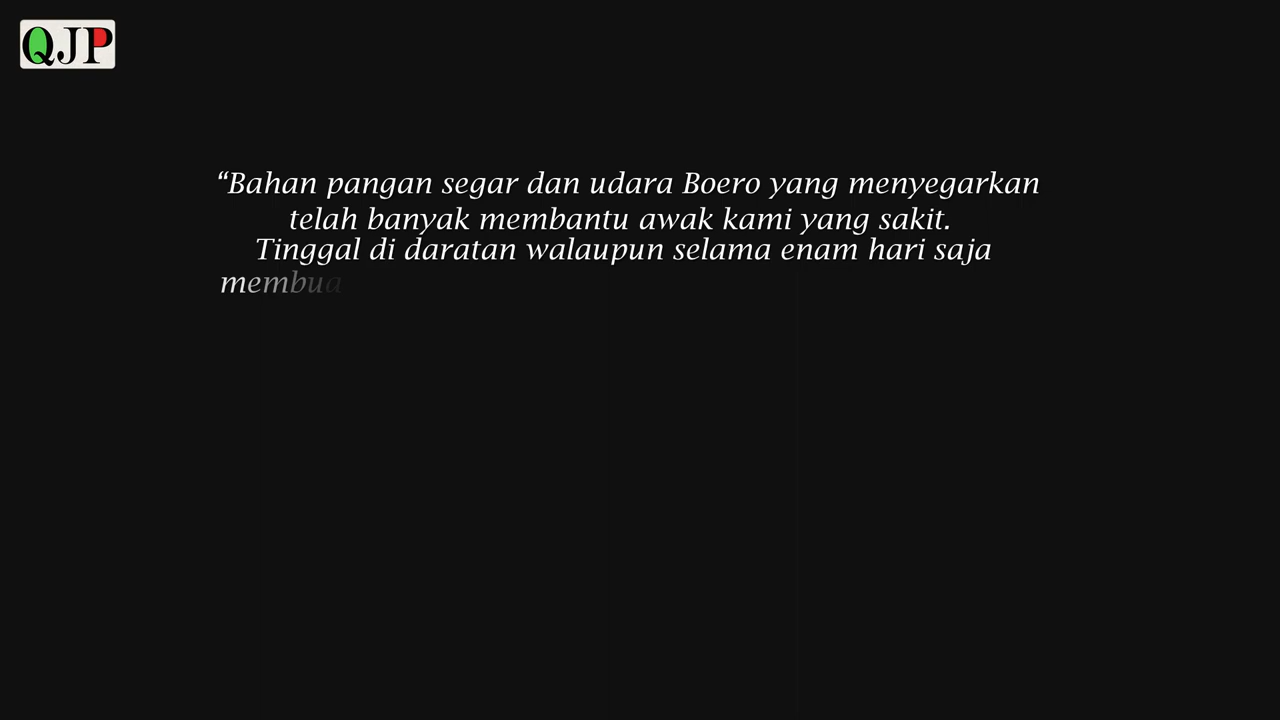 QJP
“Bahan pangan segar dan udara Boero yang menyegarkan
telah banyak membantu awak kami yang sakit.
Tinggal di daratan walaupun selama enam hari saja
membua